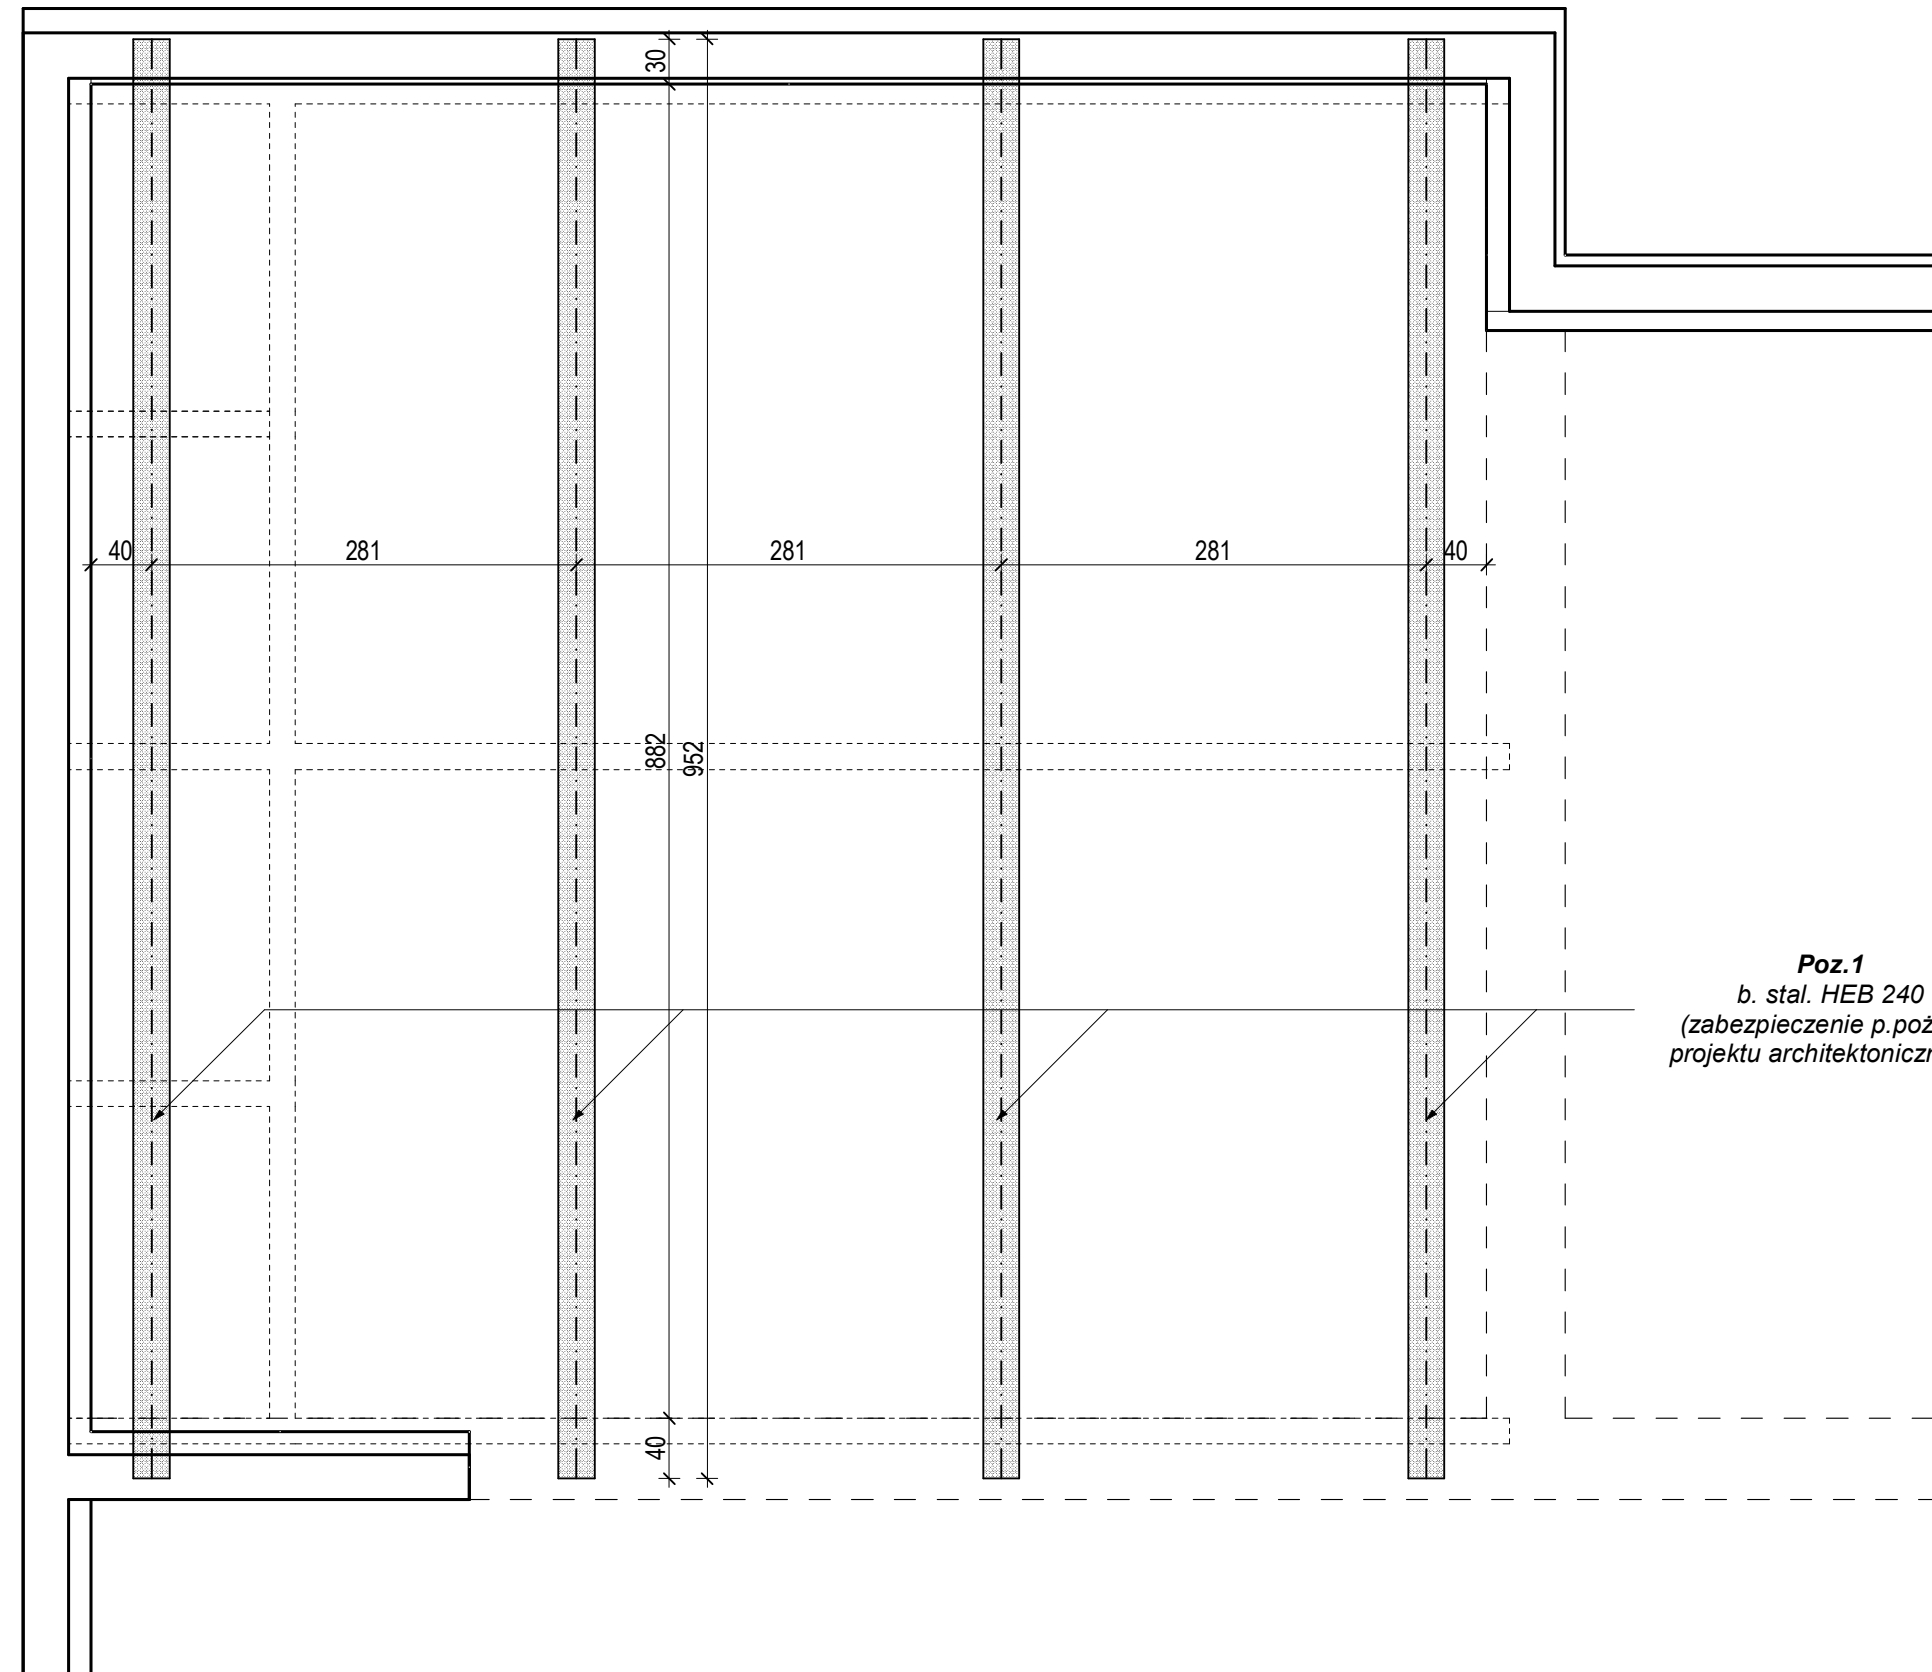 30
40 281 281 281 40
882
952
Poz.1
b. stal. HEB 240
(zabezpieczenie p.poż
projektu architektoniczn
40